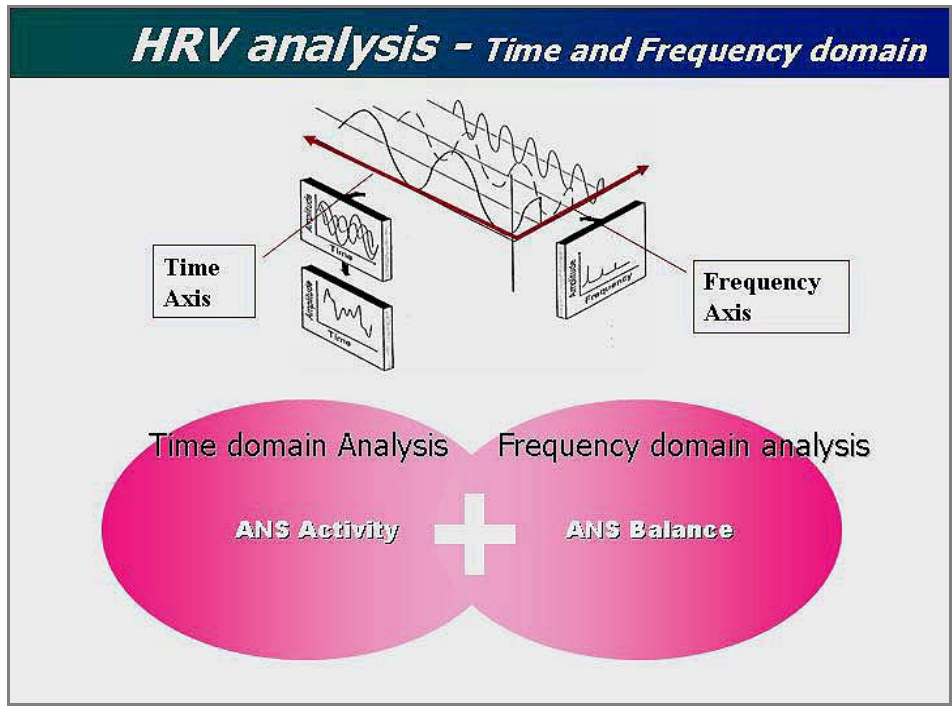 HRV analysis - Time and Frequency domain
Amplitude
Time
Amplitude
Time
Amplitude
Frequency
Time
Axis
Frequency
Axis
Time domain Analysis
Frequency domain analysis
ANS Activity
ANS Balance